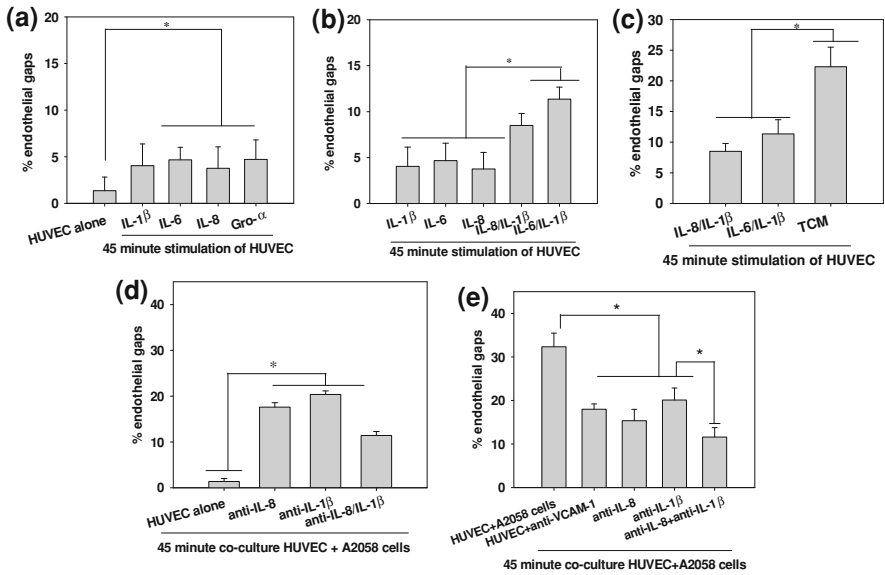 (a)
% endothelial gaps
20
15
10
5
0
*
HUVEC alone
IL-1β
IL-6
IL-8
Gro-α
45 minute stimulation of HUVEC
(b)
% endothelial gaps
20
15
10
5
0
*
IL-1β
IL-6
IL-8
IL-8/IL-1β
IL-6/IL-1β
45 minute stimulation of HUVEC
(c)
% endothelial gaps
30
25
20
15
10
5
0
*
IL-8/IL-1β
IL-6/IL-1β
TCM
45 minute stimulation of HUVEC
(d)
% endothelial gaps
40
30
20
10
0
*
HUVEC alone
anti-IL-8
anti-IL-1β
anti-IL-8/IL-1β
45 minute co-culture HUVEC + A2058 cells
(e)
% endothelial gaps
40
30
20
10
0
*
*
HUVEC+A2058 cells
HUVEC+anti-VCAM-1
anti-IL-8
anti-IL-1β
anti-IL-8+anti-IL-1β
45 minute co-culture HUVEC+A2058 cells